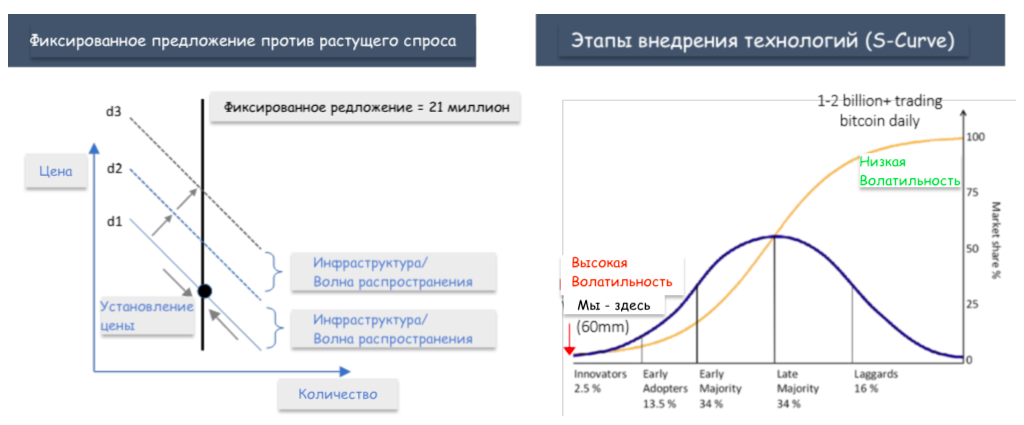 Фиксированное предложение против растущего спроса
Фиксированное редложение = 21 миллион
d3
Цена
d2
d1
Инфраструктура/
Волна распространения
Установление
цены
Инфраструктура/
Волна распространения
Количество
Этапы внедрения технологий (S-Curve)
1-2 billion+ trading
bitcoin daily
100
Низкая
Волатильность
75
Market share %
50
Высокая
Волатильность
Мы - здесь
25
(60mm)
0
Innovators
2.5 %
Early
Adopters
13.5 %
Early
Majority
34 %
Late
Majority
34 %
Laggards
16 %